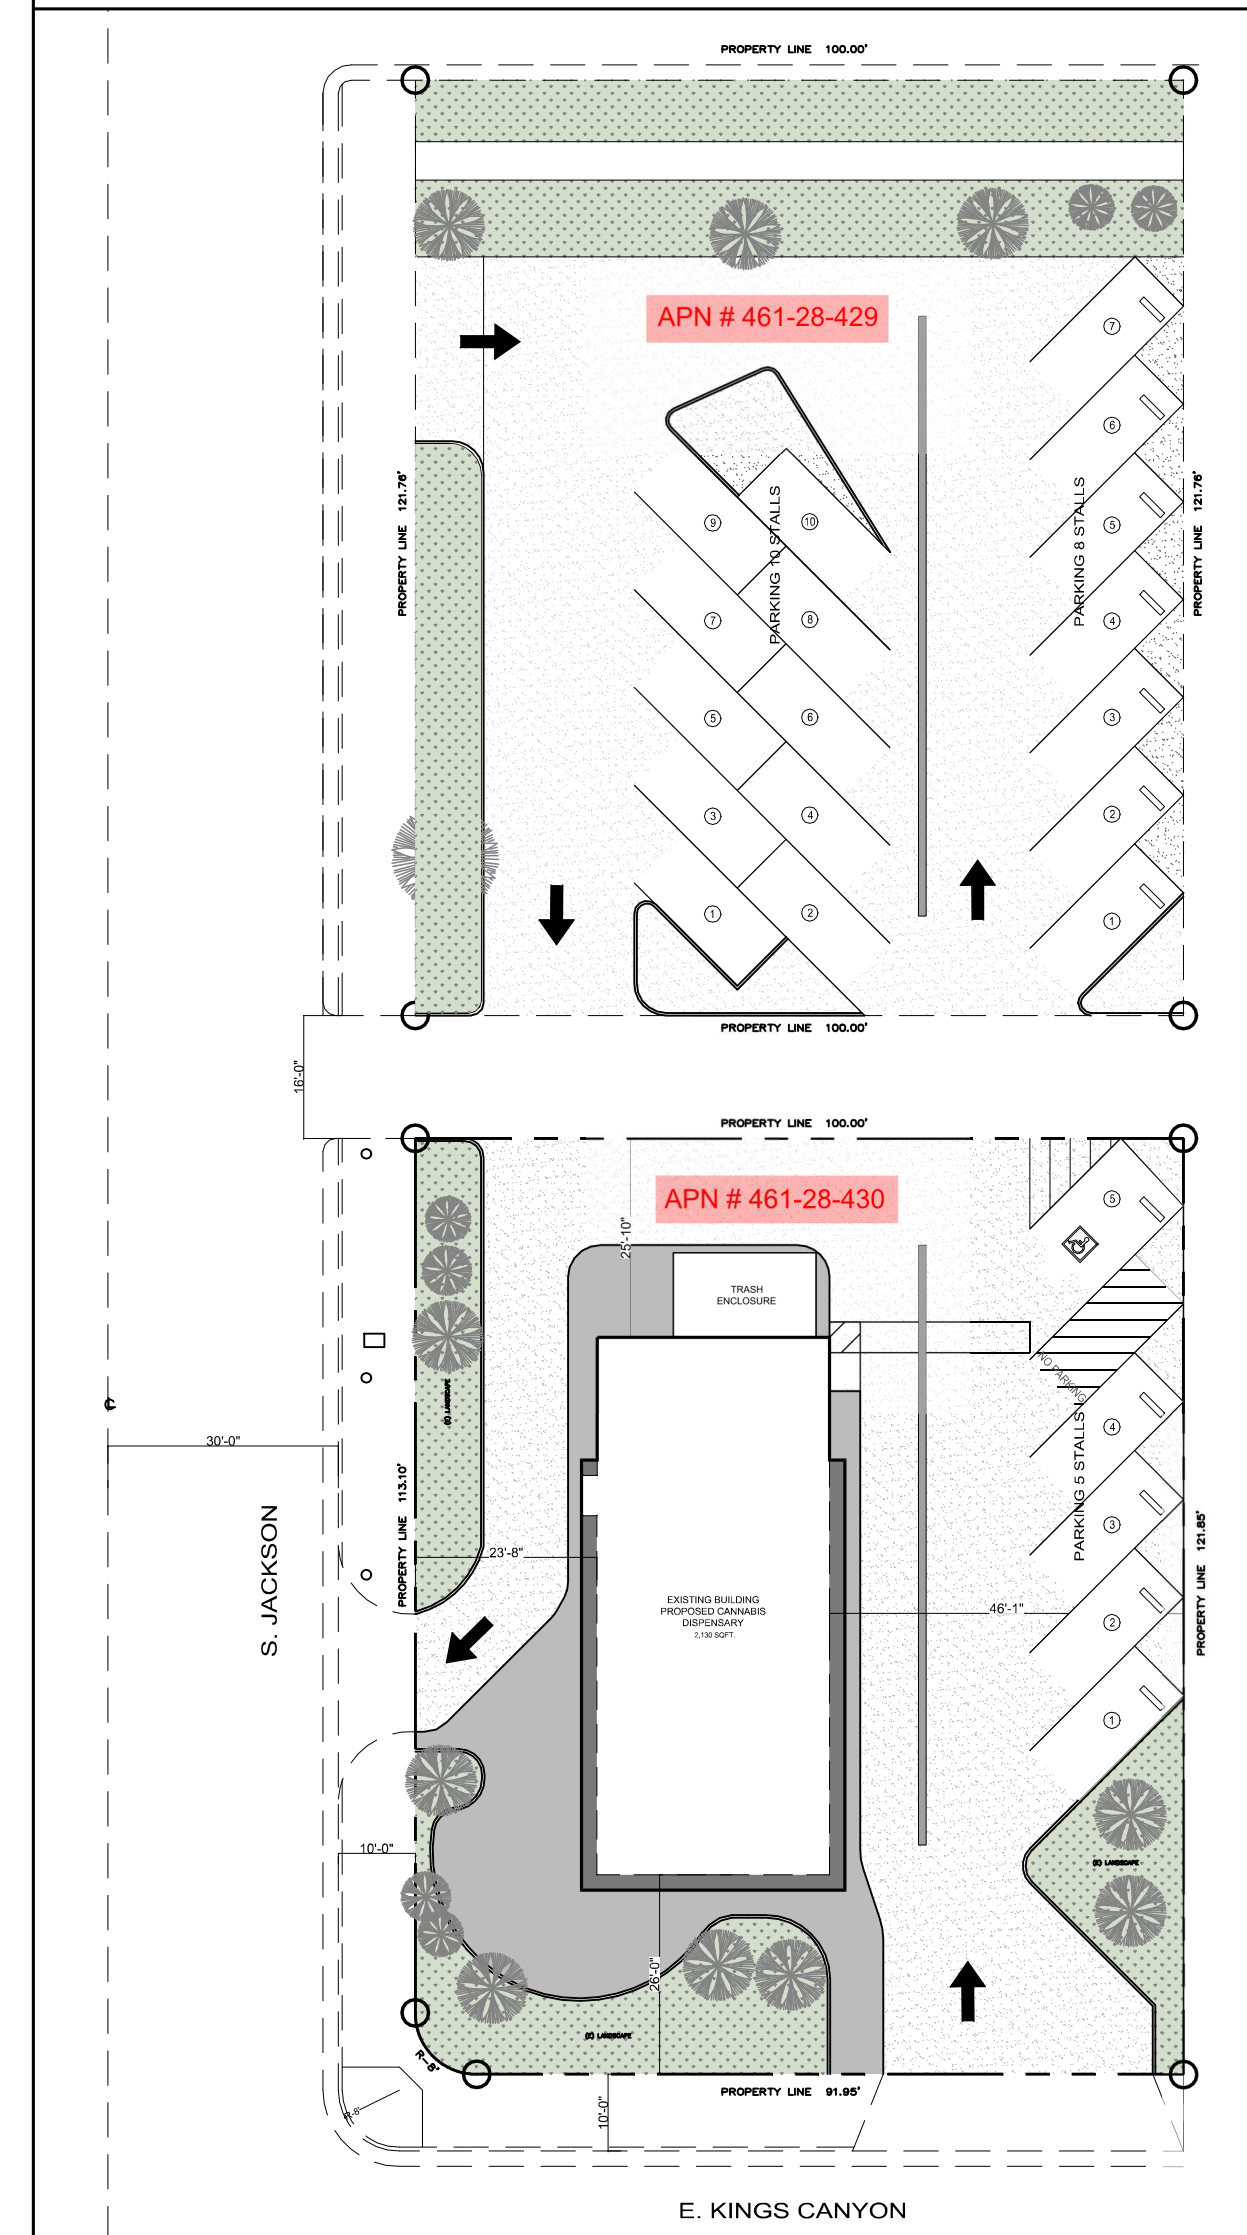 PROPERTY LINE 100.00'
APN # 461-28-429
7
6
5
4
3
2
1
PARKING 8 STALLS
PROPERTY LINE 121.76'
PROPERTY LINE 121.76'
9
10
7
8
5
6
3
4
1
2
PARKING 10 STALLS
PROPERTY LINE 100.00'
16'-0"
PROPERTY LINE 100.00'
APN # 461-28-430
25'-10"
TRASH
ENCLOSURE
5
NO PARKING
4
3
2
1
PARKING 5 STALLS
(E) LANDSCAPE
30'-0"
S. JACKSON
PROPERTY LINE 113.10'
23'-8"
EXISTING BUILDING
PROPOSED CANNABIS
DISPENSARY
2,130 SQFT.
46'-1"
PROPERTY LINE 121.85'
10'-0"
(E) LANDSCAPE
26'-0"
(E) LANDSCAPE
R-8'
PROPERTY LINE 91.95'
10'-0"
E. KINGS CANYON